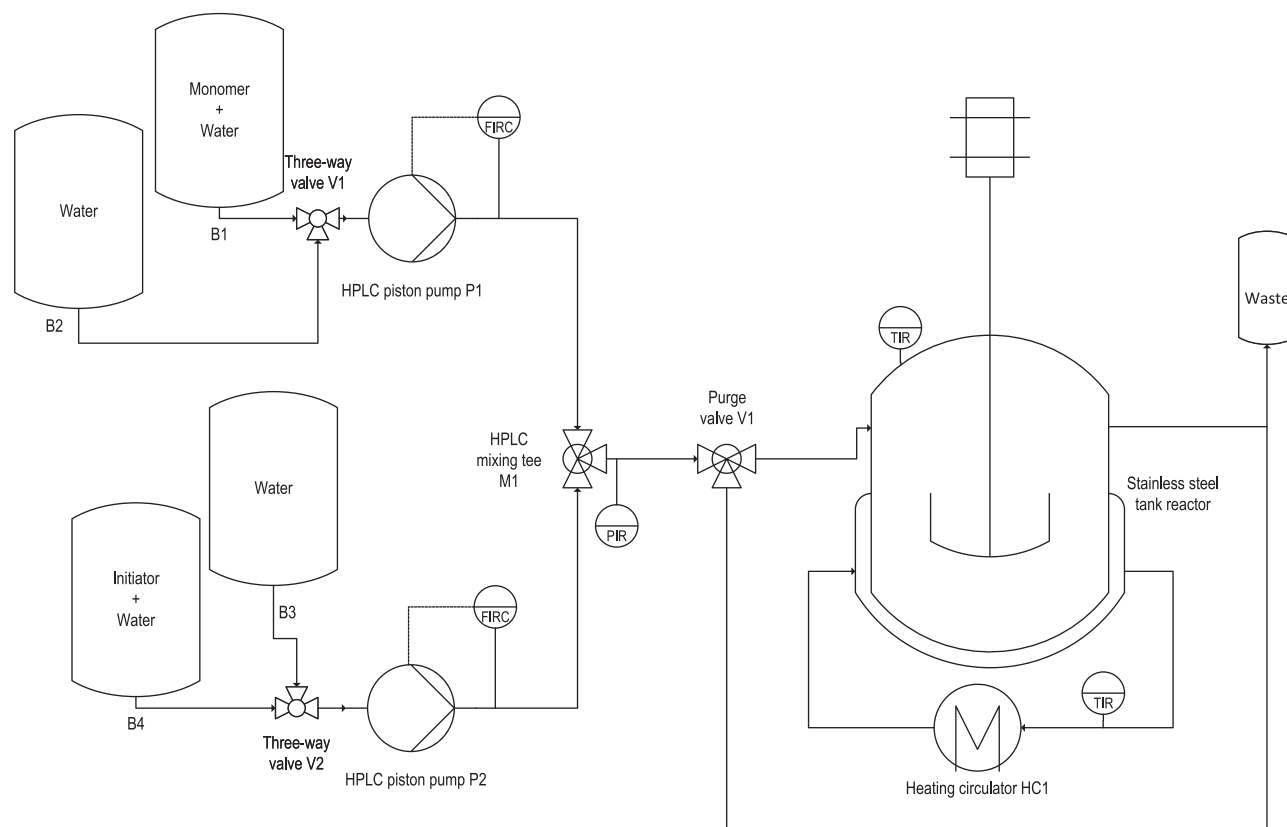 Monomer
+
Water
Water
Three-way
valve V1
FIRC
B1
B2
HPLC piston pump P1
Waste
TIR
Purge
valve V1
HPLC
mixing tee
M1
PIR
Stainless steel
tank reactor
Water
Initiator
+
Water
B3
FIRC
B4
Three-way
valve V2
HPLC piston pump P2
TIR
Heating circulator HC1